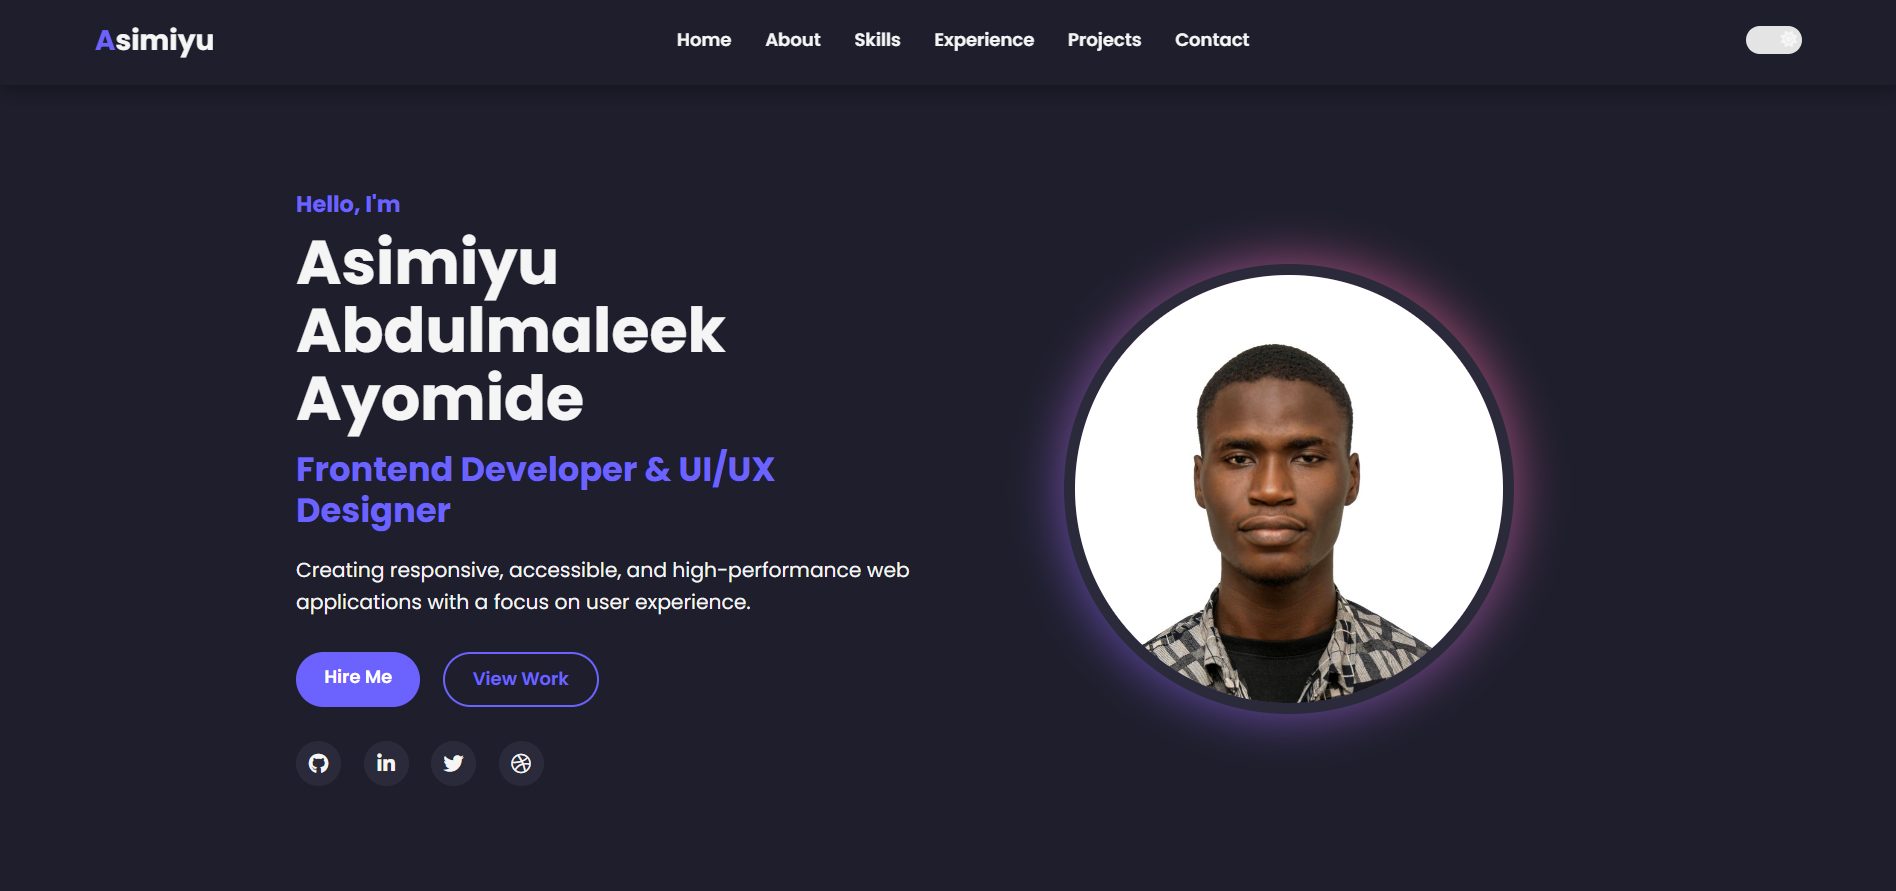 Asimiyu
Home About Skills Experience Projects Contact
Hello, I'm
Asimiyu
Abdulmaleek
Ayomide
Frontend Developer & UI/UX
Designer
Creating responsive, accessible, and high-performance web
applications with a focus on user experience.
Hire Me View Work
in